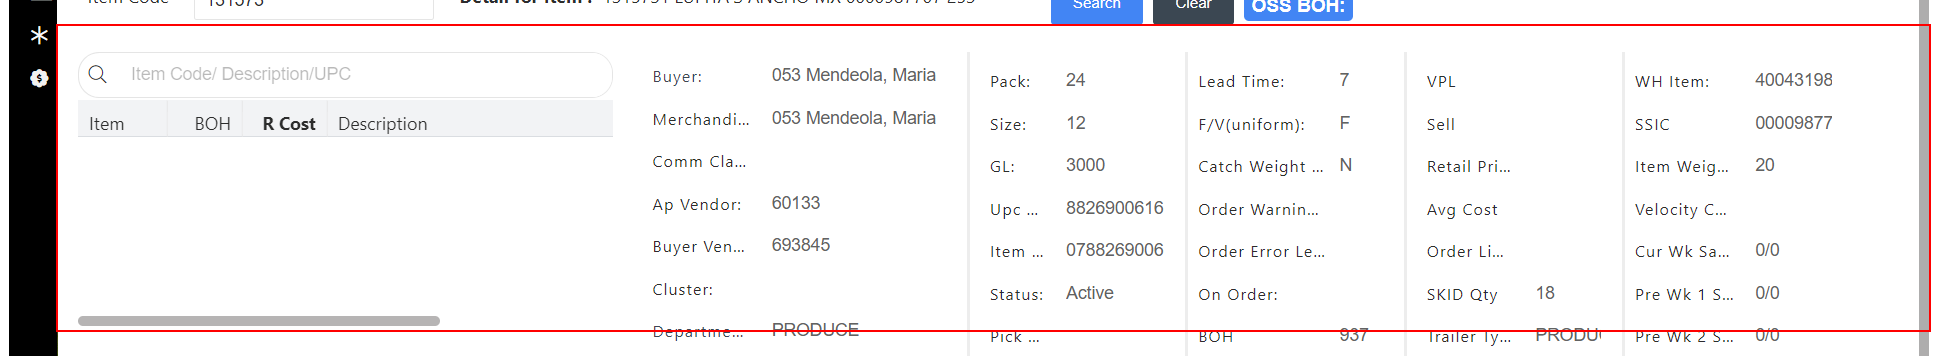 Item Code
131573
Search
Clear
OSS BOH:
Item Code/ Description/UPC
Item BOH R Cost Description
Buyer: 053 Mendeola, Maria
Merchandi... 053 Mendeola, Maria
Comm Cla...
Ap Vendor: 60133
Buyer Ven... 693845
Cluster:
Departme... PRODUCE
Pack: 24
Size: 12
GL: 3000
Upc ... 8826900616
Item ... 0788269006
Status: Active
Pick ...
Lead Time: 7
F/V(uniform): F
Catch Weight ... N
Order Warnin...
Order Error Le...
On Order:
BOH 937
VPL
Sell
Retail Pri...
Avg Cost
Order Li...
SKID Qty 18
Trailer Ty... PRODU
WH Item: 40043198
SSIC 00009877
Item Weig... 20
Velocity C...
Cur Wk Sa... 0/0
Pre Wk 1 S... 0/0
Pre Wk 2 S... 0/0